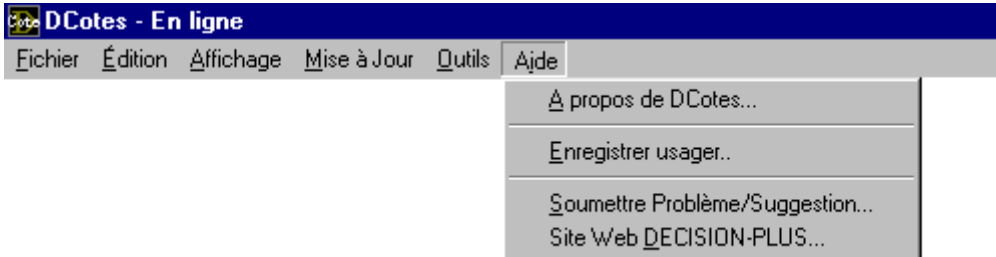 DCotes - En ligne
Fichier Édition Affichage Mise à Jour Outils Aide
A propos de DCotes...
Enregistrer usager..
Soumettre Problème/Suggestion...
Site Web DECISION-PLUS...